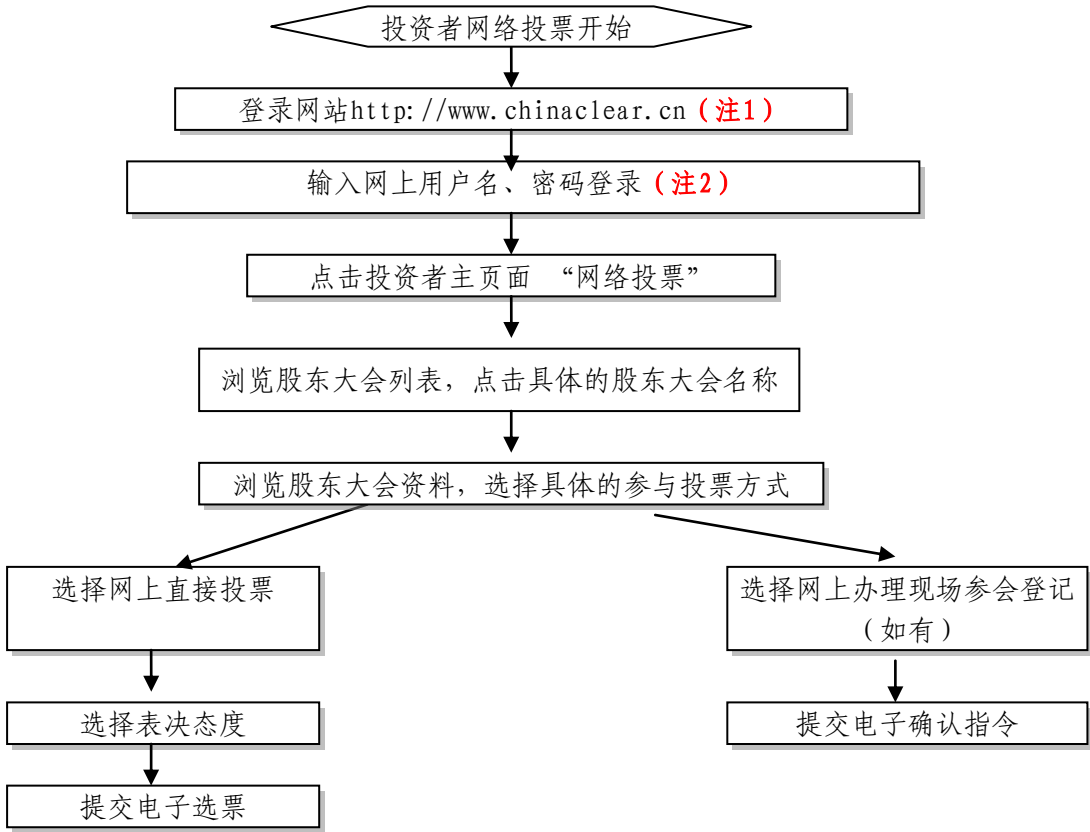 投资者网络投票开始
登录网站http://www.chinaclear.cn(注1)
输入网上用户名、密码登录(注2)
点击投资者主页面 “网络投票”
浏览股东大会列表，点击具体的股东大会名称
浏览股东大会资料，选择具体的参与投票方式
选择网上直接投票
选择表决态度
提交电子选票
选择网上办理现场参会登记
（如有）
提交电子确认指令